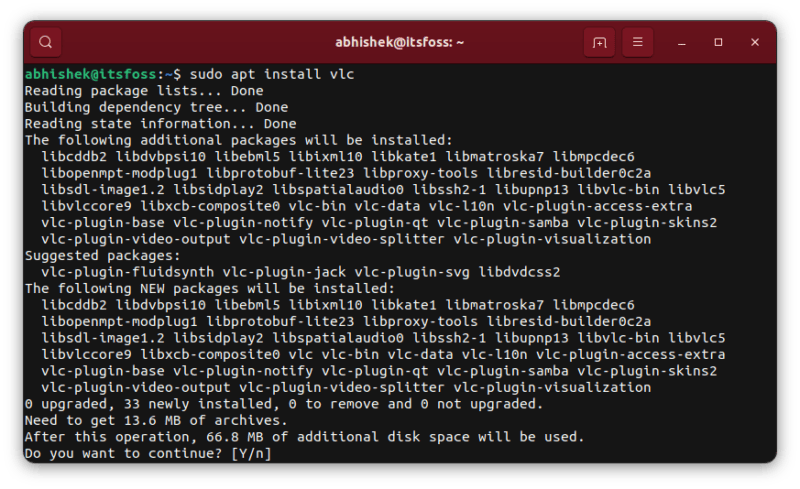 abhishek@itsfoss: ~
abhishek@itsfoss:~$ sudo apt install vlc
Reading package lists... Done
Building dependency tree... Done
Reading state information... Done
The following additional packages will be installed:
  libcddb2 libdvbpsi10 libebml5 libixml10 libkate1 libmatroska7 libmpcdec6
  libopenmpt-modplug1 libprotobuf-lite23 libproxy-tools libresid-builder0c2a
  libsdl-image1.2 libsidplay2 libspatialaudio0 libssh2-1 libupnp13 libvlc-bin libvlc5
  libvlccore9 libxcb-composite0 vlc-bin vlc-data vlc-l10n vlc-plugin-access-extra
  vlc-plugin-base vlc-plugin-notify vlc-plugin-qt vlc-plugin-samba vlc-plugin-skins2
  vlc-plugin-video-output vlc-plugin-video-splitter vlc-plugin-visualization
Suggested packages:
  vlc-plugin-fluidsynth vlc-plugin-jack vlc-plugin-svg libdvdcss2
The following NEW packages will be installed:
  libcddb2 libdvbpsi10 libebml5 libixml10 libkate1 libmatroska7 libmpcdec6
  libopenmpt-modplug1 libprotobuf-lite23 libproxy-tools libresid-builder0c2a
  libsdl-image1.2 libsidplay2 libspatialaudio0 libssh2-1 libupnp13 libvlc-bin libvlc5
  libvlccore9 libxcb-composite0 vlc vlc-bin vlc-data vlc-l10n vlc-plugin-access-extra
  vlc-plugin-base vlc-plugin-notify vlc-plugin-qt vlc-plugin-samba vlc-plugin-skins2
  vlc-plugin-video-output vlc-plugin-video-splitter vlc-plugin-visualization
0 upgraded, 33 newly installed, 0 to remove and 0 not upgraded.
Need to get 13.6 MB of archives.
After this operation, 66.8 MB of additional disk space will be used.
Do you want to continue? [Y/n]